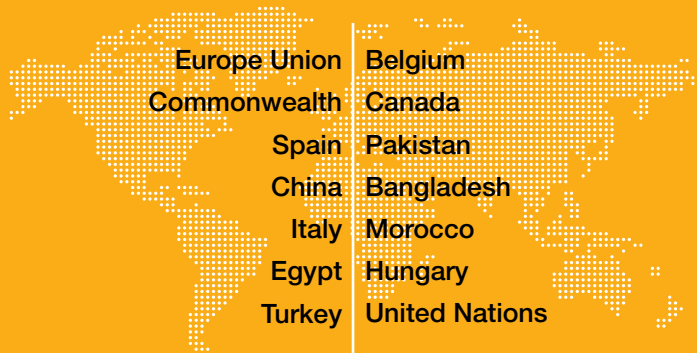 Europe Union
Commonwealth
Spain
China
Italy
Egypt
Turkey
Belgium
Canada
Pakistan
Bangladesh
Morocco
Hungary
United Nations